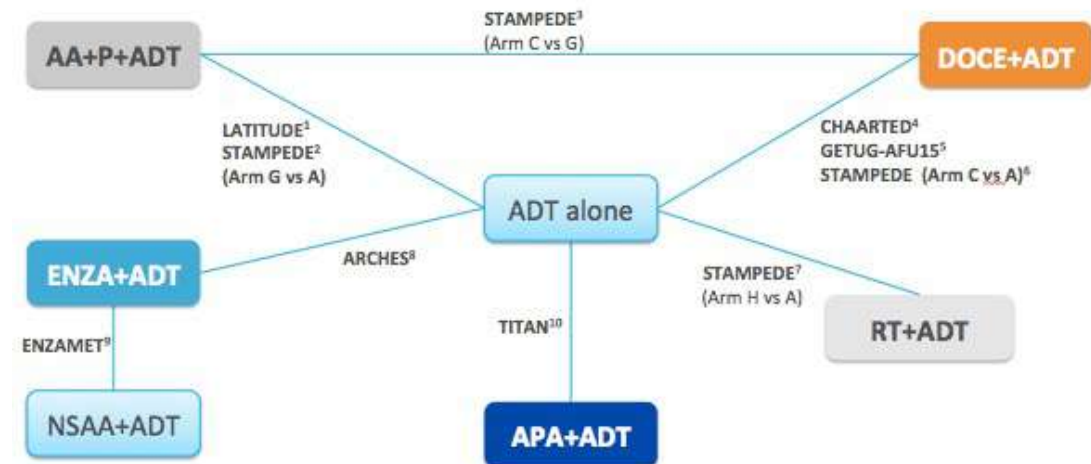 STAMPEDE³
(Arm C vs G)
AA+P+ADT
DOCE+ADT
LATITUDE¹
STAMPEDE²
(Arm G vs A)
CHAARTED⁴
GETUG-AFU15⁵
STAMPEDE (Arm C vs A)⁶
ADT alone
ENZA+ADT
ARCHES⁸
STAMPEDE⁷
(Arm H vs A)
RT+ADT
ENZAMET⁹
TITAN¹⁰
NSAA+ADT
APA+ADT